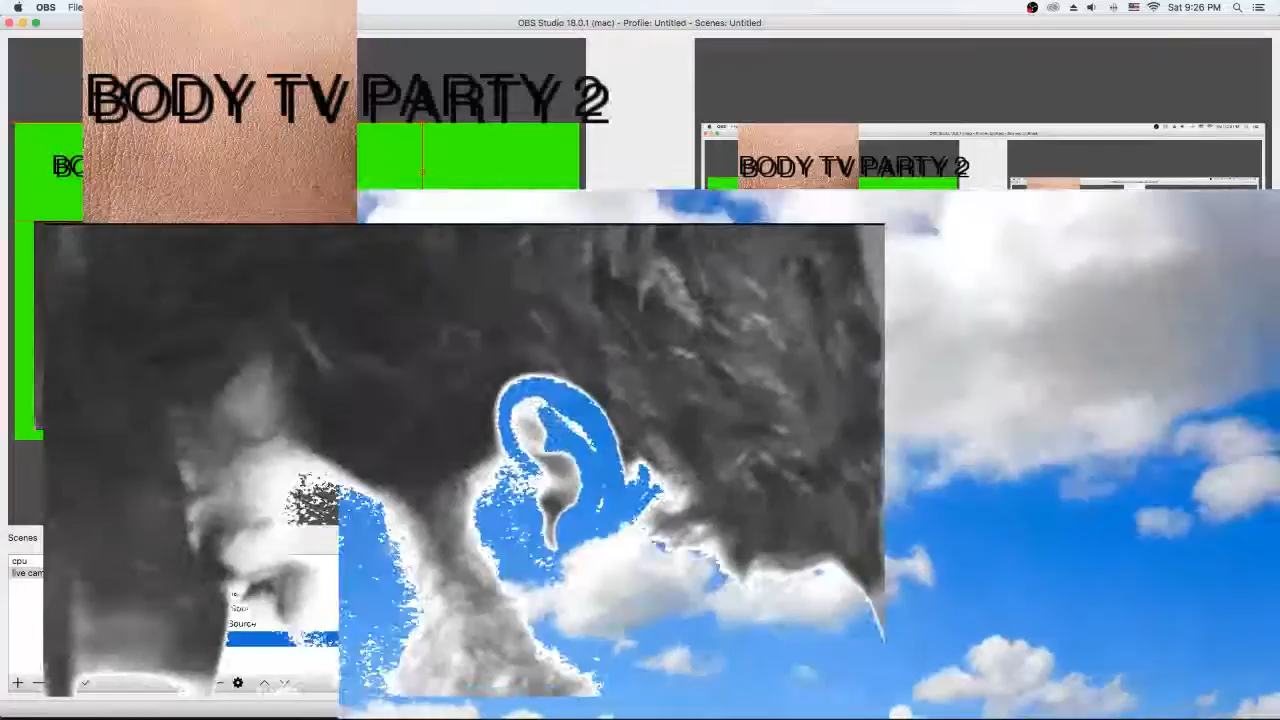 OBS File
Sat 9:26 PM
OBS Studio 18.0.1 (mac) - Profile: Untitled - Scenes: Untitled
BODY TV PARTY 2
BODY TV PARTY 2
Scenes
cpu
live cam
Source